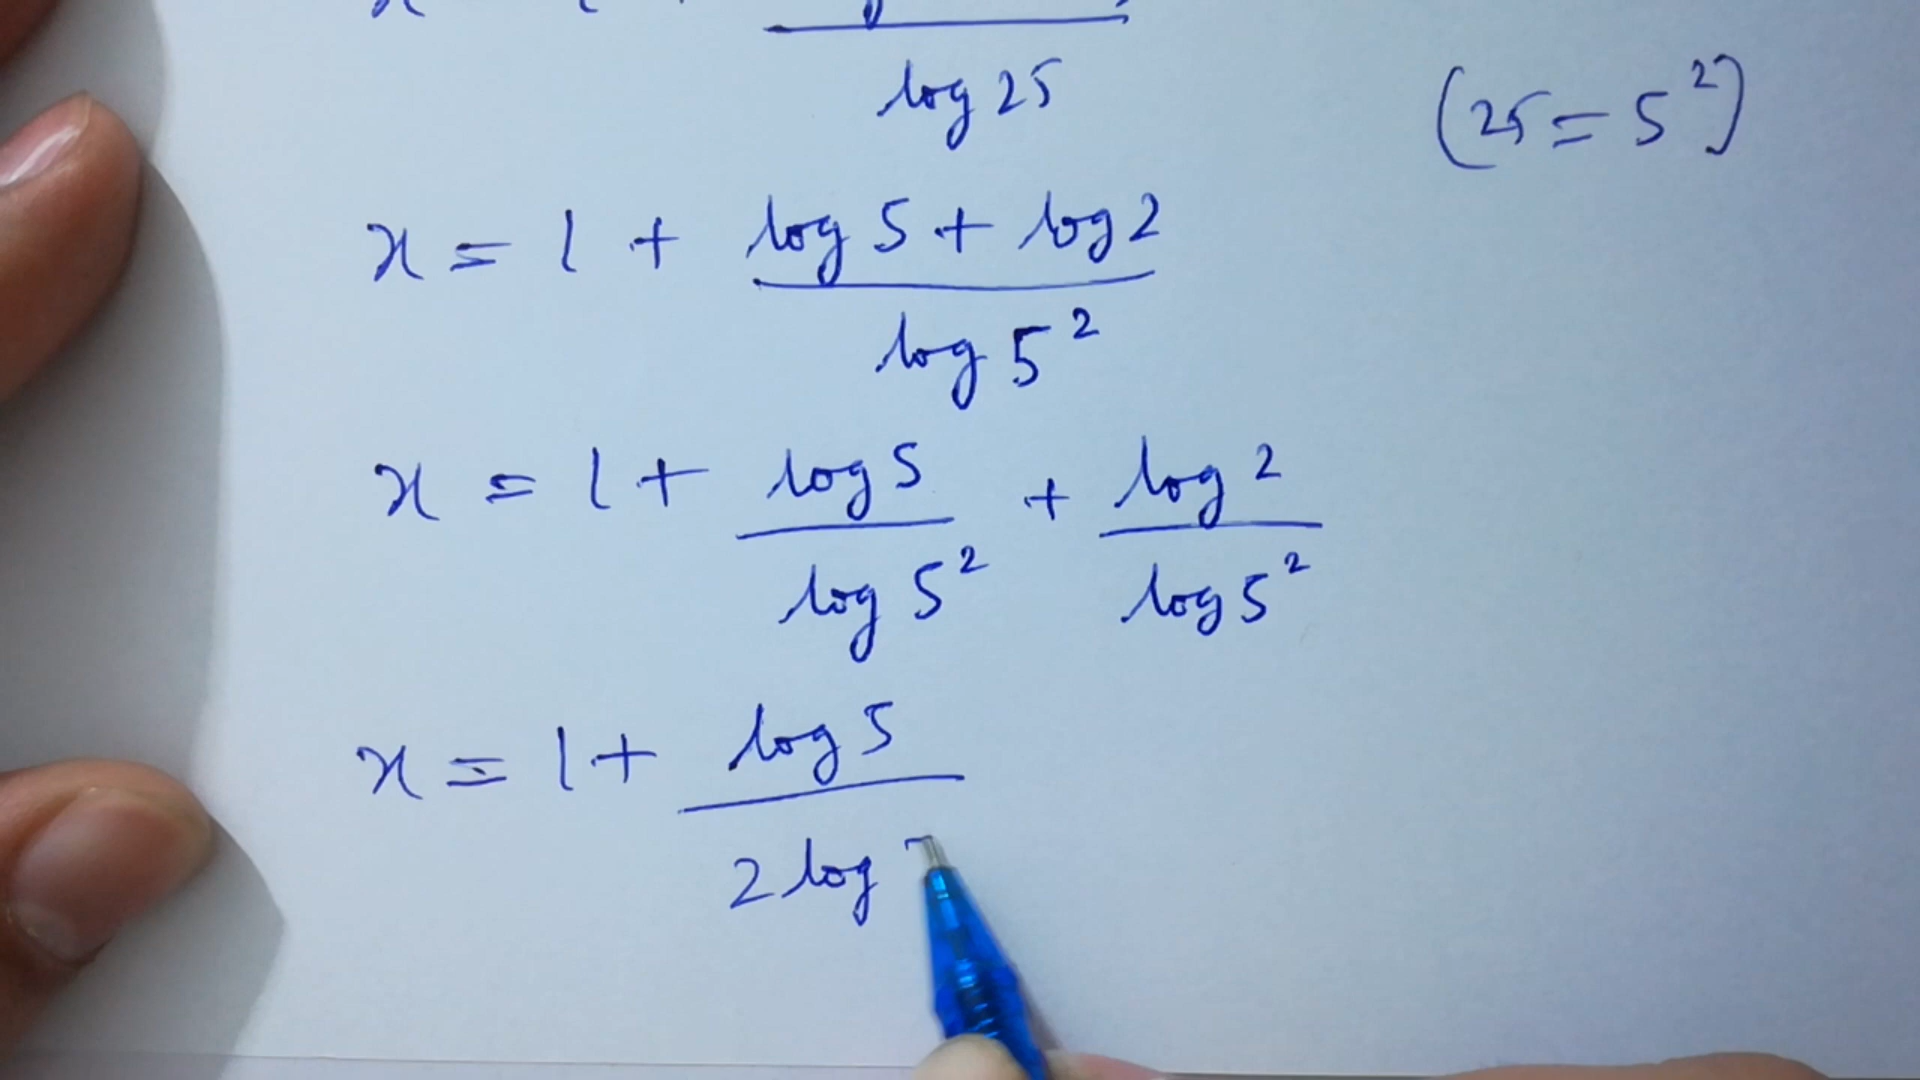 log 25
(25 = 5²)
x = 1 + (log 5 + log 2) / (log 5²)
x = 1 + (log 5) / (log 5²) + (log 2) / (log 5²)
x = 1 + (log 5) / (2 log